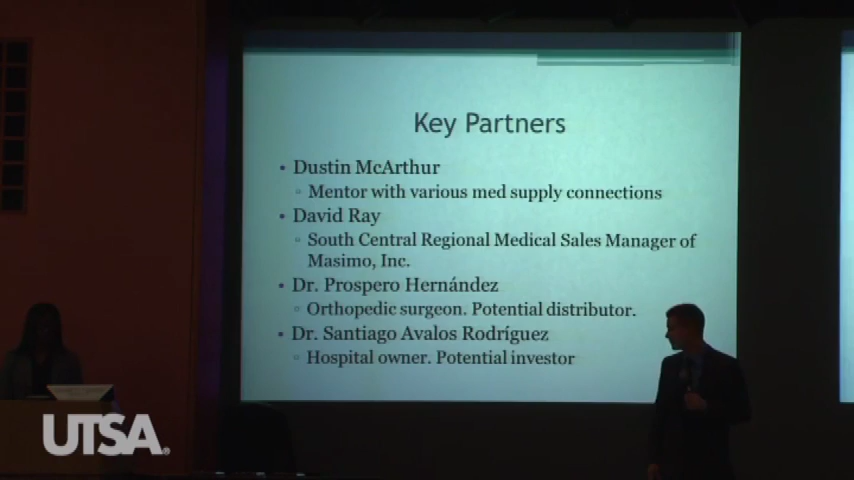 Key Partners
• Dustin McArthur
▫ Mentor with various med supply connections
• David Ray
▫ South Central Regional Medical Sales Manager of
Masimo, Inc.
• Dr. Prospero Hernández
▫ Orthopedic surgeon. Potential distributor.
• Dr. Santiago Avalos Rodríguez
▫ Hospital owner. Potential investor
UTSA®